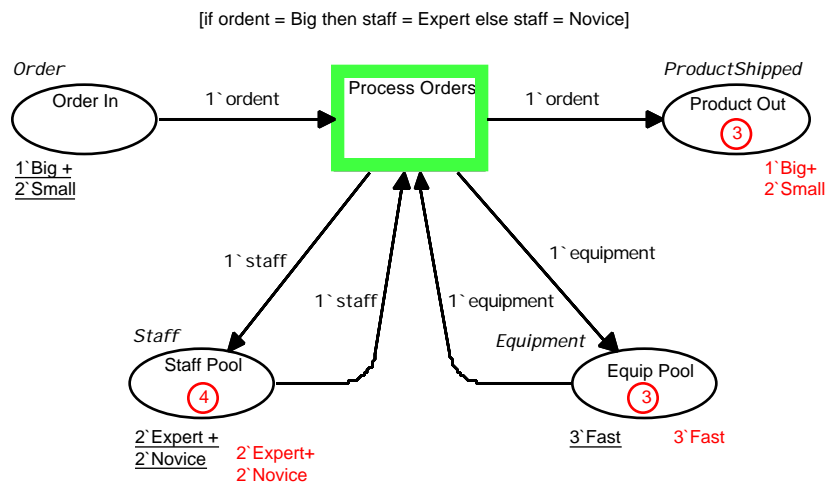 [if ordent = Big then staff = Expert else staff = Novice]
Order
ProductShipped
Order In
Process Orders
Product Out
1`ordent
1`ordent
3
1`Big +
2`Small
1`Big+
2`Small
1`staff
1`equipment
1`staff
1`equipment
Staff
Equipment
Staff Pool
Equip Pool
4
3
2`Expert +
2`Novice
2`Expert+
2`Novice
3`Fast
3`Fast